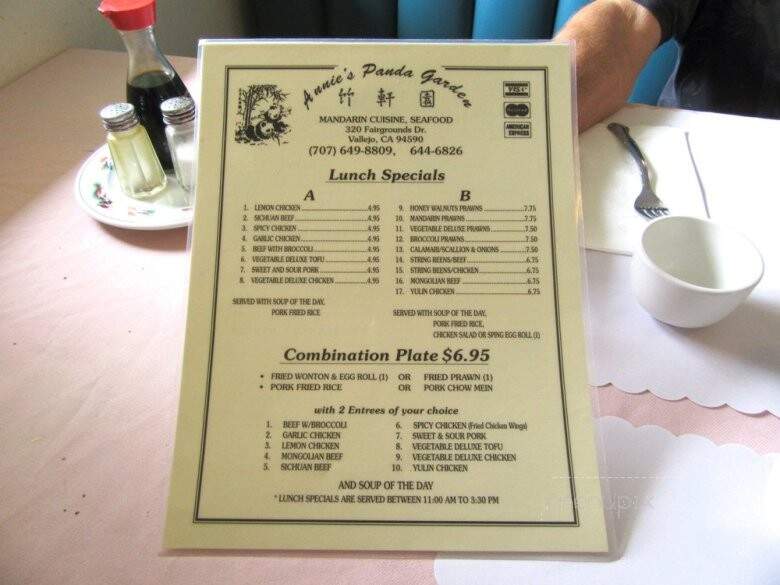 Annie's Panda Garden
竹軒園
VISA
AMERICAN EXPRESS
MANDARIN CUISINE, SEAFOOD
320 Fairgrounds Dr.
Vallejo, CA 94590
(707) 649-8809, 644-6826
Lunch Specials
A
1. LEMON CHICKEN 4.95
2. SICHUAN BEEF 4.95
3. SPICY CHICKEN 4.95
4. GARLIC CHICKEN 4.95
5. BEEF WITH BROCCOLI 4.95
6. VEGETABLE DELUXE TOFU 4.95
7. SWEET AND SOUR PORK 4.95
8. VEGETABLE DELUXE CHICKEN 4.95
SERVED WITH SOUP OF THE DAY,
PORK FRIED RICE
B
9. HONEY WALNUTS PRAWNS 7.75
10. MANDARIN PRAWNS 7.75
11. VEGETABLE DELUXE PRAWNS 7.50
12. BROCCOLI PRAWNS 7.50
13. CALAMARI/SCALLION & ONIONS 7.50
14. STRING BEENS/BEEF 6.75
15. STRING BEENS/CHICKEN 6.75
16. MONGOLIAN BEEF 6.75
17. YULIN CHICKEN 6.75
SERVED WITH SOUP OF THE DAY,
PORK FRIED RICE,
CHICKEN SALAD OR SPING EGG ROLL (1)
Combination Plate $6.95
• FRIED WONTON & EGG ROLL (1) OR FRIED PRAWN (1)
• PORK FRIED RICE OR PORK CHOW MEIN
with 2 Entrees of your choice
1. BEEF W/BROCCOLI
2. GARLIC CHICKEN
3. LEMON CHICKEN
4. MONGOLIAN BEEF
5. SICHUAN BEEF
6. SPICY CHICKEN (Fried Chicken Wings)
7. SWEET & SOUR PORK
8. VEGETABLE DELUXE TOFU
9. VEGETABLE DELUXE CHICKEN
10. YULIN CHICKEN
AND SOUP OF THE DAY
* LUNCH SPECIALS ARE SERVED BETWEEN 11:00 AM TO 3:30 PM